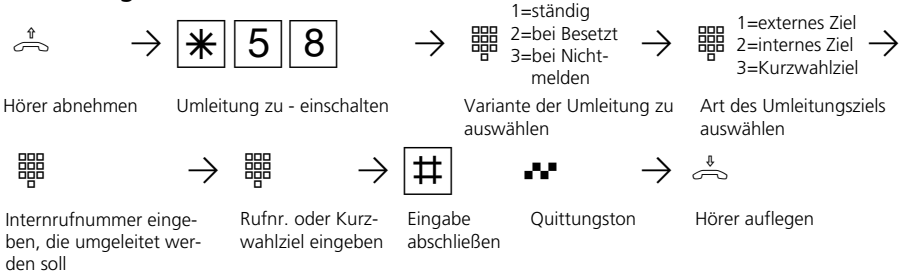 1=ständig
2=bei Besetzt
3=bei Nicht-
melden
1=externes Ziel
2=internes Ziel
3=Kurzwahlziel
* 5 8
Hörer abnehmen
Umleitung zu - einschalten
Variante der Umleitung zu
auswählen
Art des Umleitungsziels
auswählen
#
Internrufnummer einge-
ben, die umgeleitet wer-
den soll
Rufnr. oder Kurz-
wahlziel eingeben
Eingabe
abschließen
Quittungston
Hörer auflegen